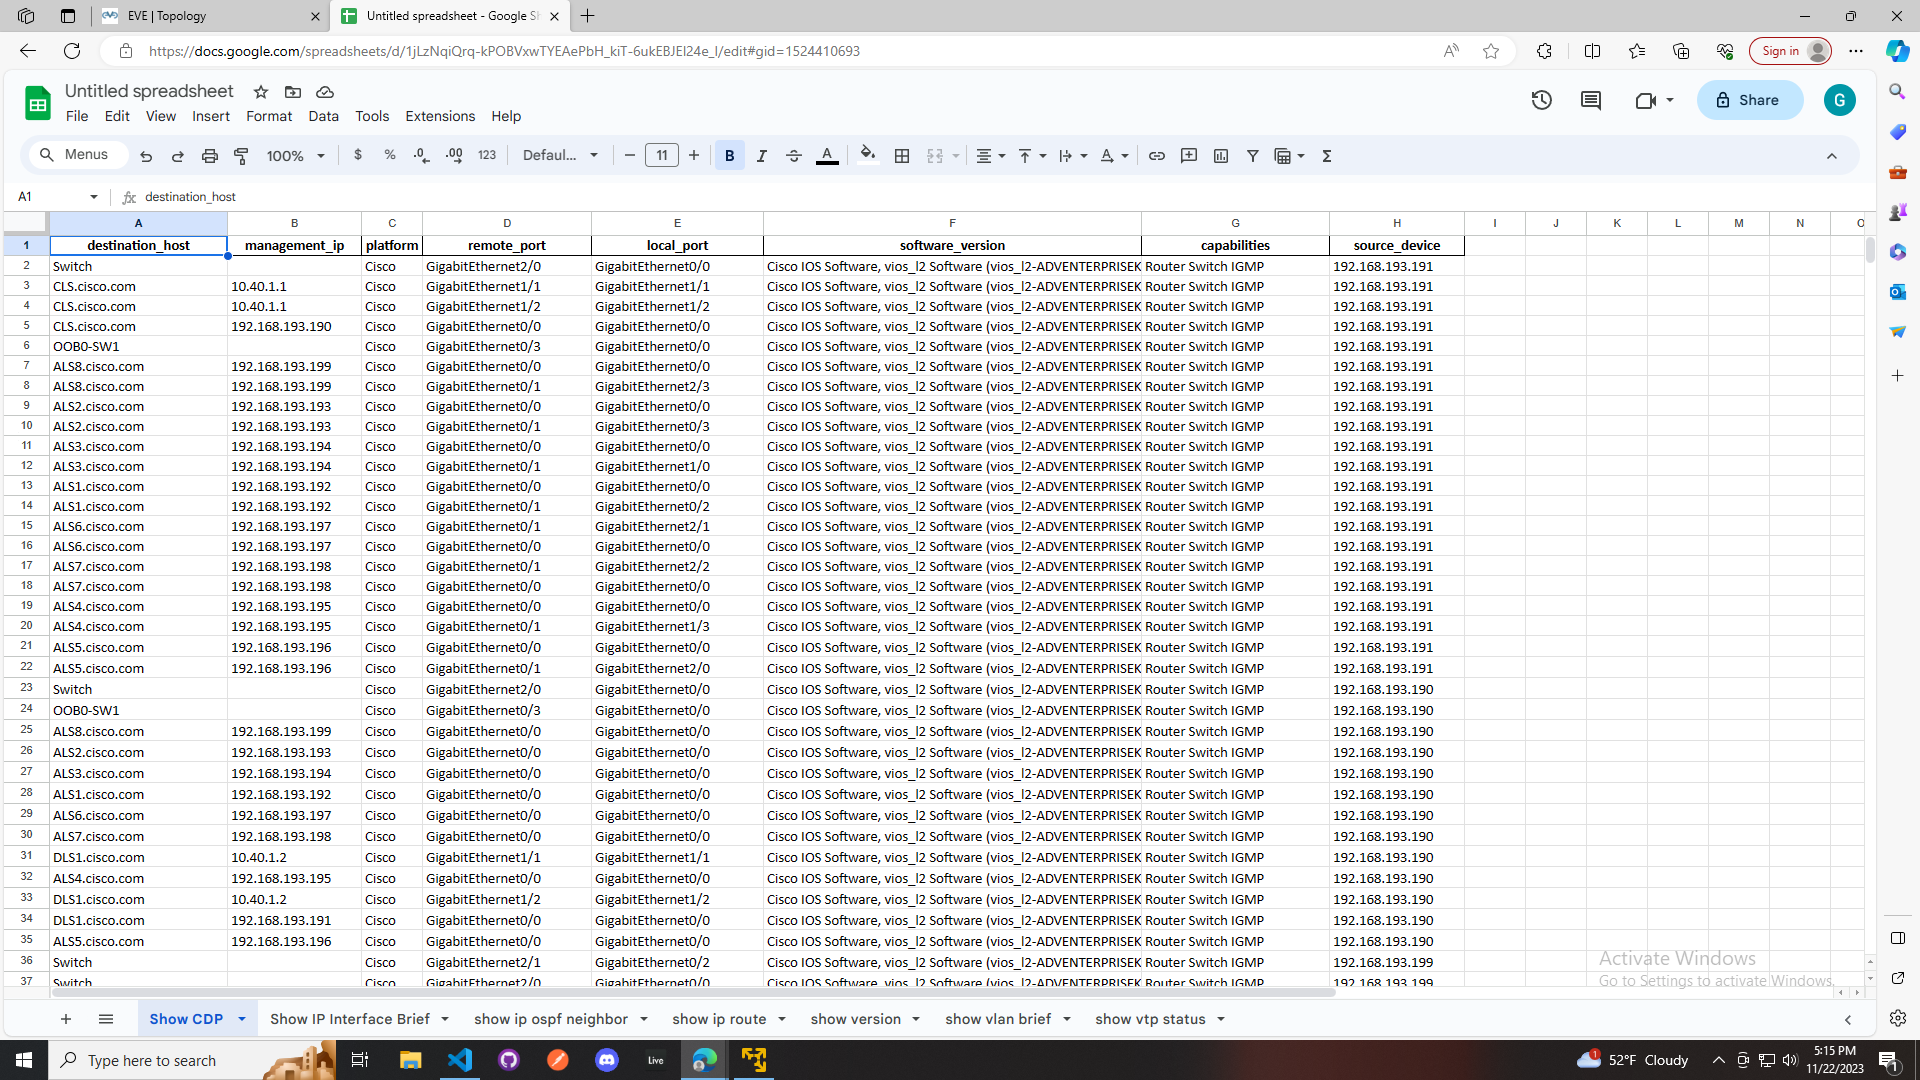 EVE | Topology
Untitled spreadsheet - Google Sh
https://docs.google.com/spreadsheets/d/1jLzNqiQrq-kPOBVxwTYEAePbH_kiT-6ukEBJEl24e_I/edit#gid=1524410693
Sign in
Untitled spreadsheet
File Edit View Insert Format Data Tools Extensions Help
Share
G
Menus 100% $ % .0 .00 123 Defaul... 11 B I A
A1 fx destination_host
A B C D E F G H I J K L M N O
1 destination_host management_ip platform remote_port local_port software_version capabilities source_device
2 Switch Cisco GigabitEthernet2/0 GigabitEthernet0/0 Cisco IOS Software, vios_l2 Software (vios_l2-ADVENTERPRISEK Router Switch IGMP 192.168.193.191
3 CLS.cisco.com 10.40.1.1 Cisco GigabitEthernet1/1 GigabitEthernet1/1 Cisco IOS Software, vios_l2 Software (vios_l2-ADVENTERPRISEK Router Switch IGMP 192.168.193.191
4 CLS.cisco.com 10.40.1.1 Cisco GigabitEthernet1/2 GigabitEthernet1/2 Cisco IOS Software, vios_l2 Software (vios_l2-ADVENTERPRISEK Router Switch IGMP 192.168.193.191
5 CLS.cisco.com 192.168.193.190 Cisco GigabitEthernet0/0 GigabitEthernet0/0 Cisco IOS Software, vios_l2 Software (vios_l2-ADVENTERPRISEK Router Switch IGMP 192.168.193.191
6 OOB0-SW1 Cisco GigabitEthernet0/3 GigabitEthernet0/0 Cisco IOS Software, vios_l2 Software (vios_l2-ADVENTERPRISEK Router Switch IGMP 192.168.193.191
7 ALS8.cisco.com 192.168.193.199 Cisco GigabitEthernet0/0 GigabitEthernet0/0 Cisco IOS Software, vios_l2 Software (vios_l2-ADVENTERPRISEK Router Switch IGMP 192.168.193.191
8 ALS8.cisco.com 192.168.193.199 Cisco GigabitEthernet0/1 GigabitEthernet2/3 Cisco IOS Software, vios_l2 Software (vios_l2-ADVENTERPRISEK Router Switch IGMP 192.168.193.191
9 ALS2.cisco.com 192.168.193.193 Cisco GigabitEthernet0/0 GigabitEthernet0/0 Cisco IOS Software, vios_l2 Software (vios_l2-ADVENTERPRISEK Router Switch IGMP 192.168.193.191
10 ALS2.cisco.com 192.168.193.193 Cisco GigabitEthernet0/1 GigabitEthernet0/3 Cisco IOS Software, vios_l2 Software (vios_l2-ADVENTERPRISEK Router Switch IGMP 192.168.193.191
11 ALS3.cisco.com 192.168.193.194 Cisco GigabitEthernet0/0 GigabitEthernet0/0 Cisco IOS Software, vios_l2 Software (vios_l2-ADVENTERPRISEK Router Switch IGMP 192.168.193.191
12 ALS3.cisco.com 192.168.193.194 Cisco GigabitEthernet0/1 GigabitEthernet1/0 Cisco IOS Software, vios_l2 Software (vios_l2-ADVENTERPRISEK Router Switch IGMP 192.168.193.191
13 ALS1.cisco.com 192.168.193.192 Cisco GigabitEthernet0/0 GigabitEthernet0/0 Cisco IOS Software, vios_l2 Software (vios_l2-ADVENTERPRISEK Router Switch IGMP 192.168.193.191
14 ALS1.cisco.com 192.168.193.192 Cisco GigabitEthernet0/1 GigabitEthernet0/2 Cisco IOS Software, vios_l2 Software (vios_l2-ADVENTERPRISEK Router Switch IGMP 192.168.193.191
15 ALS6.cisco.com 192.168.193.197 Cisco GigabitEthernet0/1 GigabitEthernet2/1 Cisco IOS Software, vios_l2 Software (vios_l2-ADVENTERPRISEK Router Switch IGMP 192.168.193.191
16 ALS6.cisco.com 192.168.193.197 Cisco GigabitEthernet0/0 GigabitEthernet0/0 Cisco IOS Software, vios_l2 Software (vios_l2-ADVENTERPRISEK Router Switch IGMP 192.168.193.191
17 ALS7.cisco.com 192.168.193.198 Cisco GigabitEthernet0/1 GigabitEthernet2/2 Cisco IOS Software, vios_l2 Software (vios_l2-ADVENTERPRISEK Router Switch IGMP 192.168.193.191
18 ALS7.cisco.com 192.168.193.198 Cisco GigabitEthernet0/0 GigabitEthernet0/0 Cisco IOS Software, vios_l2 Software (vios_l2-ADVENTERPRISEK Router Switch IGMP 192.168.193.191
19 ALS4.cisco.com 192.168.193.195 Cisco GigabitEthernet0/0 GigabitEthernet0/0 Cisco IOS Software, vios_l2 Software (vios_l2-ADVENTERPRISEK Router Switch IGMP 192.168.193.191
20 ALS4.cisco.com 192.168.193.195 Cisco GigabitEthernet0/1 GigabitEthernet1/3 Cisco IOS Software, vios_l2 Software (vios_l2-ADVENTERPRISEK Router Switch IGMP 192.168.193.191
21 ALS5.cisco.com 192.168.193.196 Cisco GigabitEthernet0/0 GigabitEthernet0/0 Cisco IOS Software, vios_l2 Software (vios_l2-ADVENTERPRISEK Router Switch IGMP 192.168.193.191
22 ALS5.cisco.com 192.168.193.196 Cisco GigabitEthernet0/1 GigabitEthernet2/0 Cisco IOS Software, vios_l2 Software (vios_l2-ADVENTERPRISEK Router Switch IGMP 192.168.193.191
23 Switch Cisco GigabitEthernet2/0 GigabitEthernet0/0 Cisco IOS Software, vios_l2 Software (vios_l2-ADVENTERPRISEK Router Switch IGMP 192.168.193.190
24 OOB0-SW1 Cisco GigabitEthernet0/3 GigabitEthernet0/0 Cisco IOS Software, vios_l2 Software (vios_l2-ADVENTERPRISEK Router Switch IGMP 192.168.193.190
25 ALS8.cisco.com 192.168.193.199 Cisco GigabitEthernet0/0 GigabitEthernet0/0 Cisco IOS Software, vios_l2 Software (vios_l2-ADVENTERPRISEK Router Switch IGMP 192.168.193.190
26 ALS2.cisco.com 192.168.193.193 Cisco GigabitEthernet0/0 GigabitEthernet0/0 Cisco IOS Software, vios_l2 Software (vios_l2-ADVENTERPRISEK Router Switch IGMP 192.168.193.190
27 ALS3.cisco.com 192.168.193.194 Cisco GigabitEthernet0/0 GigabitEthernet0/0 Cisco IOS Software, vios_l2 Software (vios_l2-ADVENTERPRISEK Router Switch IGMP 192.168.193.190
28 ALS1.cisco.com 192.168.193.192 Cisco GigabitEthernet0/0 GigabitEthernet0/0 Cisco IOS Software, vios_l2 Software (vios_l2-ADVENTERPRISEK Router Switch IGMP 192.168.193.190
29 ALS6.cisco.com 192.168.193.197 Cisco GigabitEthernet0/0 GigabitEthernet0/0 Cisco IOS Software, vios_l2 Software (vios_l2-ADVENTERPRISEK Router Switch IGMP 192.168.193.190
30 ALS7.cisco.com 192.168.193.198 Cisco GigabitEthernet0/0 GigabitEthernet0/0 Cisco IOS Software, vios_l2 Software (vios_l2-ADVENTERPRISEK Router Switch IGMP 192.168.193.190
31 DLS1.cisco.com 10.40.1.2 Cisco GigabitEthernet1/1 GigabitEthernet1/1 Cisco IOS Software, vios_l2 Software (vios_l2-ADVENTERPRISEK Router Switch IGMP 192.168.193.190
32 ALS4.cisco.com 192.168.193.195 Cisco GigabitEthernet0/0 GigabitEthernet0/0 Cisco IOS Software, vios_l2 Software (vios_l2-ADVENTERPRISEK Router Switch IGMP 192.168.193.190
33 DLS1.cisco.com 10.40.1.2 Cisco GigabitEthernet1/2 GigabitEthernet1/2 Cisco IOS Software, vios_l2 Software (vios_l2-ADVENTERPRISEK Router Switch IGMP 192.168.193.190
34 DLS1.cisco.com 192.168.193.191 Cisco GigabitEthernet0/0 GigabitEthernet0/0 Cisco IOS Software, vios_l2 Software (vios_l2-ADVENTERPRISEK Router Switch IGMP 192.168.193.190
35 ALS5.cisco.com 192.168.193.196 Cisco GigabitEthernet0/0 GigabitEthernet0/0 Cisco IOS Software, vios_l2 Software (vios_l2-ADVENTERPRISEK Router Switch IGMP 192.168.193.190
36 Switch Cisco GigabitEthernet2/1 GigabitEthernet0/2 Cisco IOS Software, vios_l2 Software (vios_l2-ADVENTERPRISEK Router Switch IGMP 192.168.193.199
37 Switch Cisco GigabitEthernet2/0 GigabitEthernet0/0 Cisco IOS Software, vios_l2 Software (vios_l2-ADVENTERPRISEK Router Switch IGMP 192.168.193.199
Activate Windows
Go to Settings to activate Windows.
Show CDP Show IP Interface Brief show ip ospf neighbor show ip route show version show vlan brief show vtp status
Type here to search
Live
1 52°F Cloudy
5:15 PM
11/22/2023
1